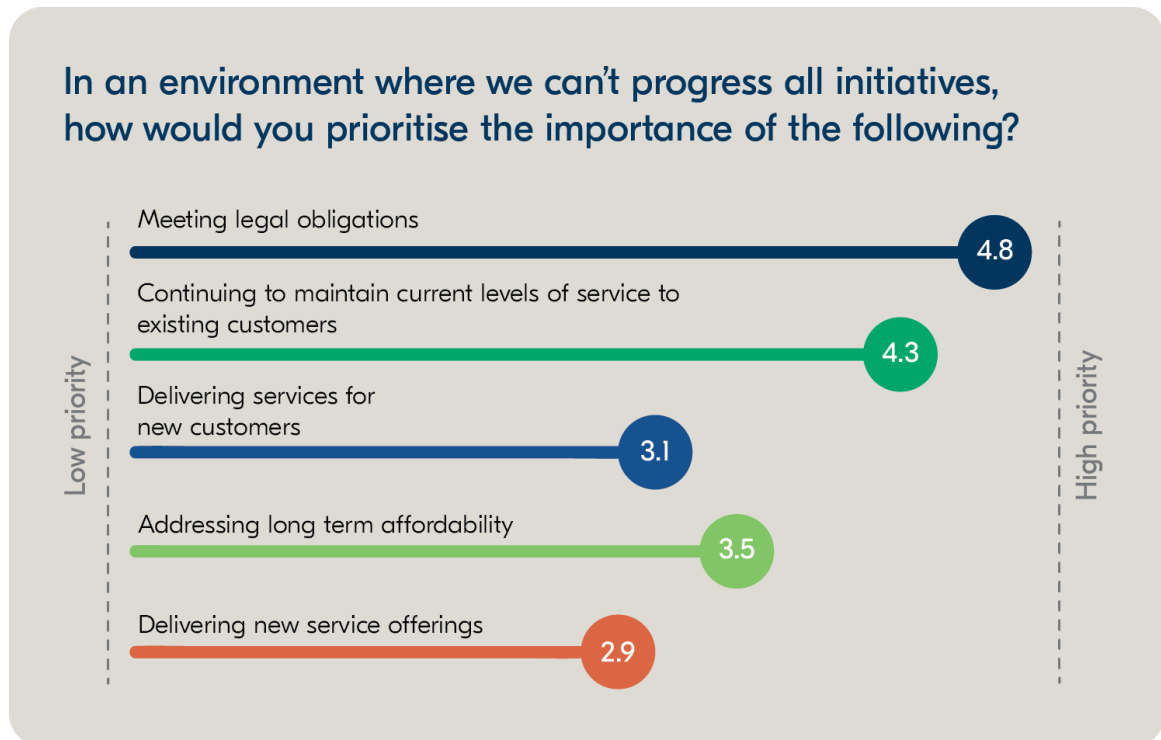 In an environment where we can’t progress all initiatives,
how would you prioritise the importance of the following?
Meeting legal obligations
4.8
Continuing to maintain current levels of service to
existing customers
4.3
Delivering services for
new customers
3.1
Addressing long term affordability
3.5
Delivering new service offerings
2.9
Low priority
High priority